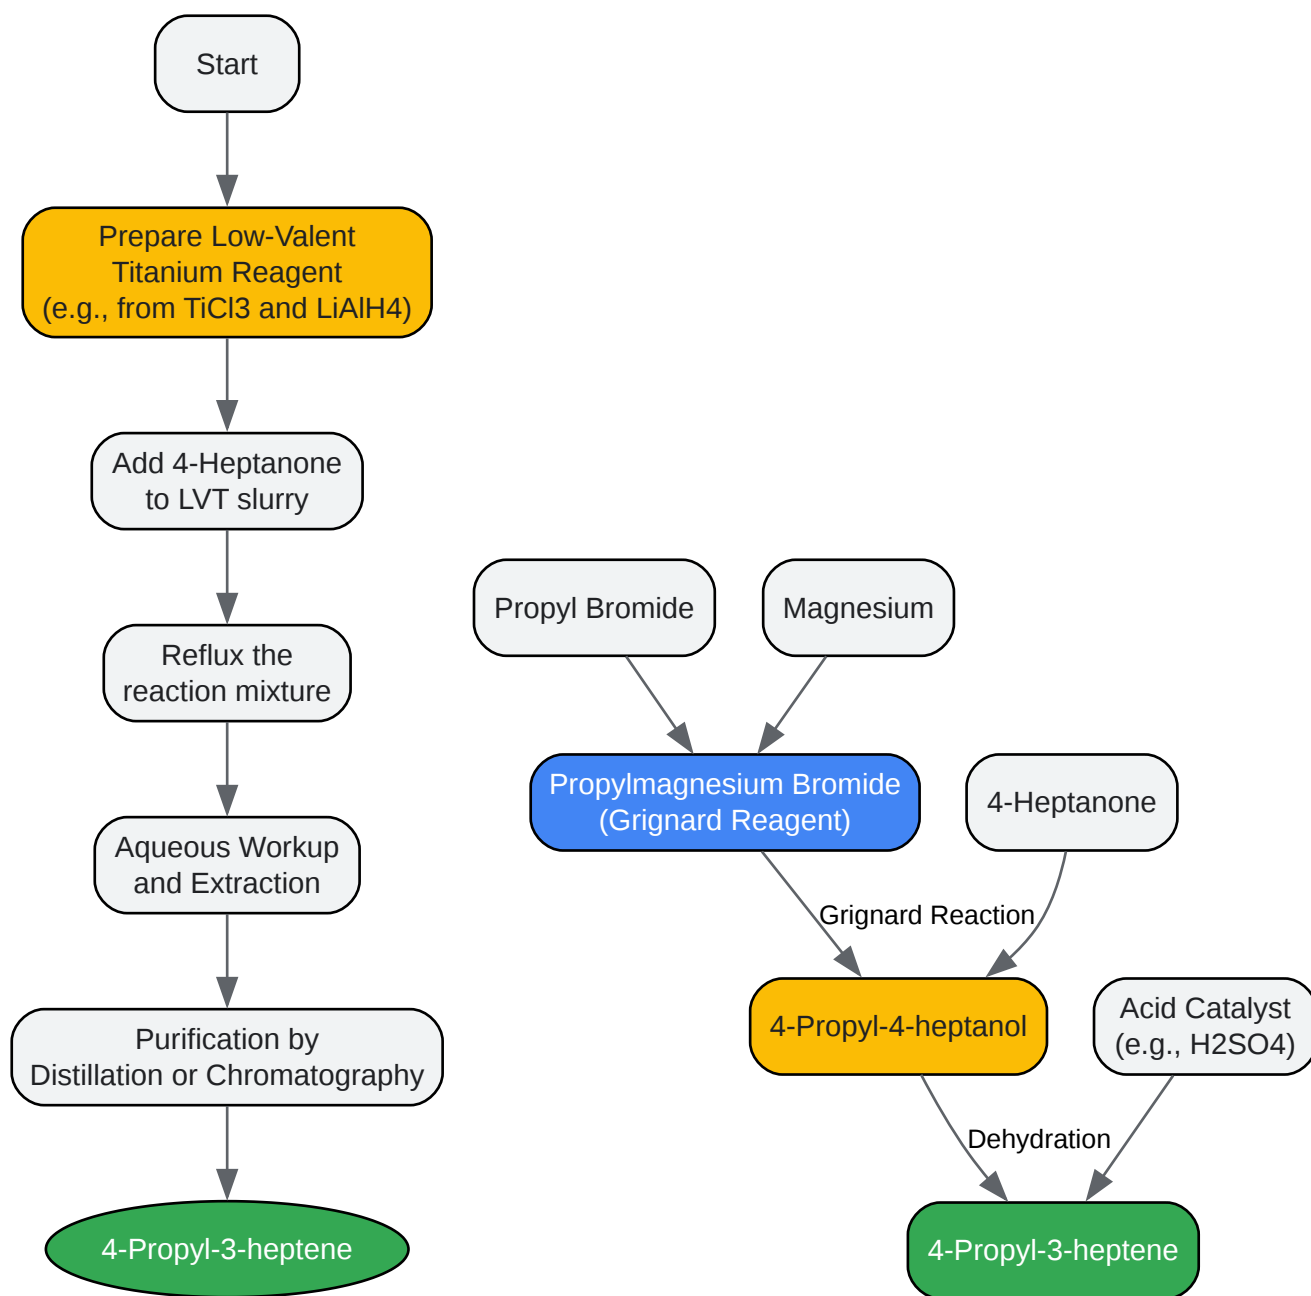 Start
Prepare Low-Valent
Titanium Reagent
(e.g., from TiCl3 and LiAlH4)
Add 4-Heptanone
to LVT slurry
Reflux the
reaction mixture
Aqueous Workup
and Extraction
Purification by
Distillation or Chromatography
4-Propyl-3-heptene
Propyl Bromide
Magnesium
Propylmagnesium Bromide
(Grignard Reagent)
4-Heptanone
Grignard Reaction
4-Propyl-4-heptanol
Acid Catalyst
(e.g., H2SO4)
Dehydration
4-Propyl-3-heptene